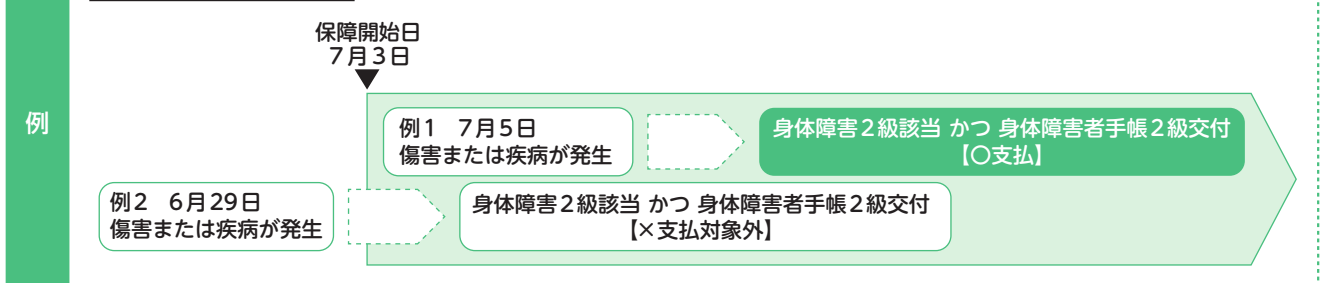 例
保障開始日
7月3日
例1 7月5日
傷害または疾病が発生
身体障害2級該当 かつ 身体障害者手帳2級交付
【〇支払】
例2 6月29日
傷害または疾病が発生
身体障害2級該当 かつ 身体障害者手帳2級交付
【×支払対象外】